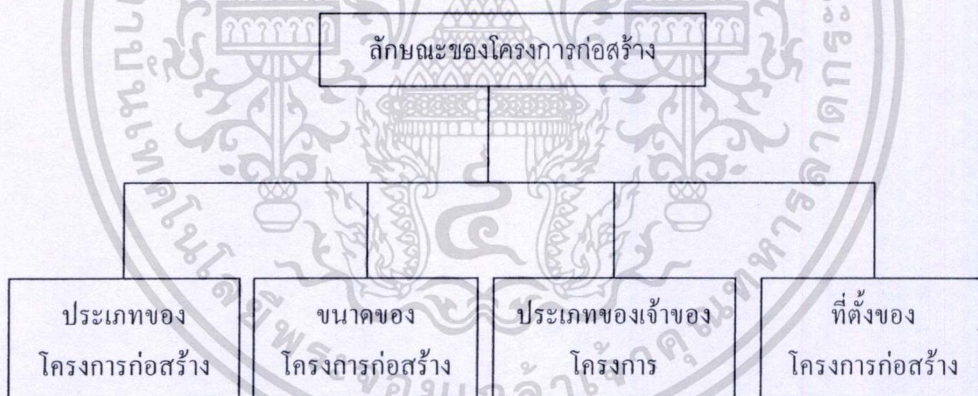 ลักษณะของโครงการก่อสร้าง
ประเภทของ
โครงการก่อสร้าง
ขนาดของ
โครงการก่อสร้าง
ประเภทของเจ้าของ
โครงการ
ที่ตั้งของ
โครงการก่อสร้าง